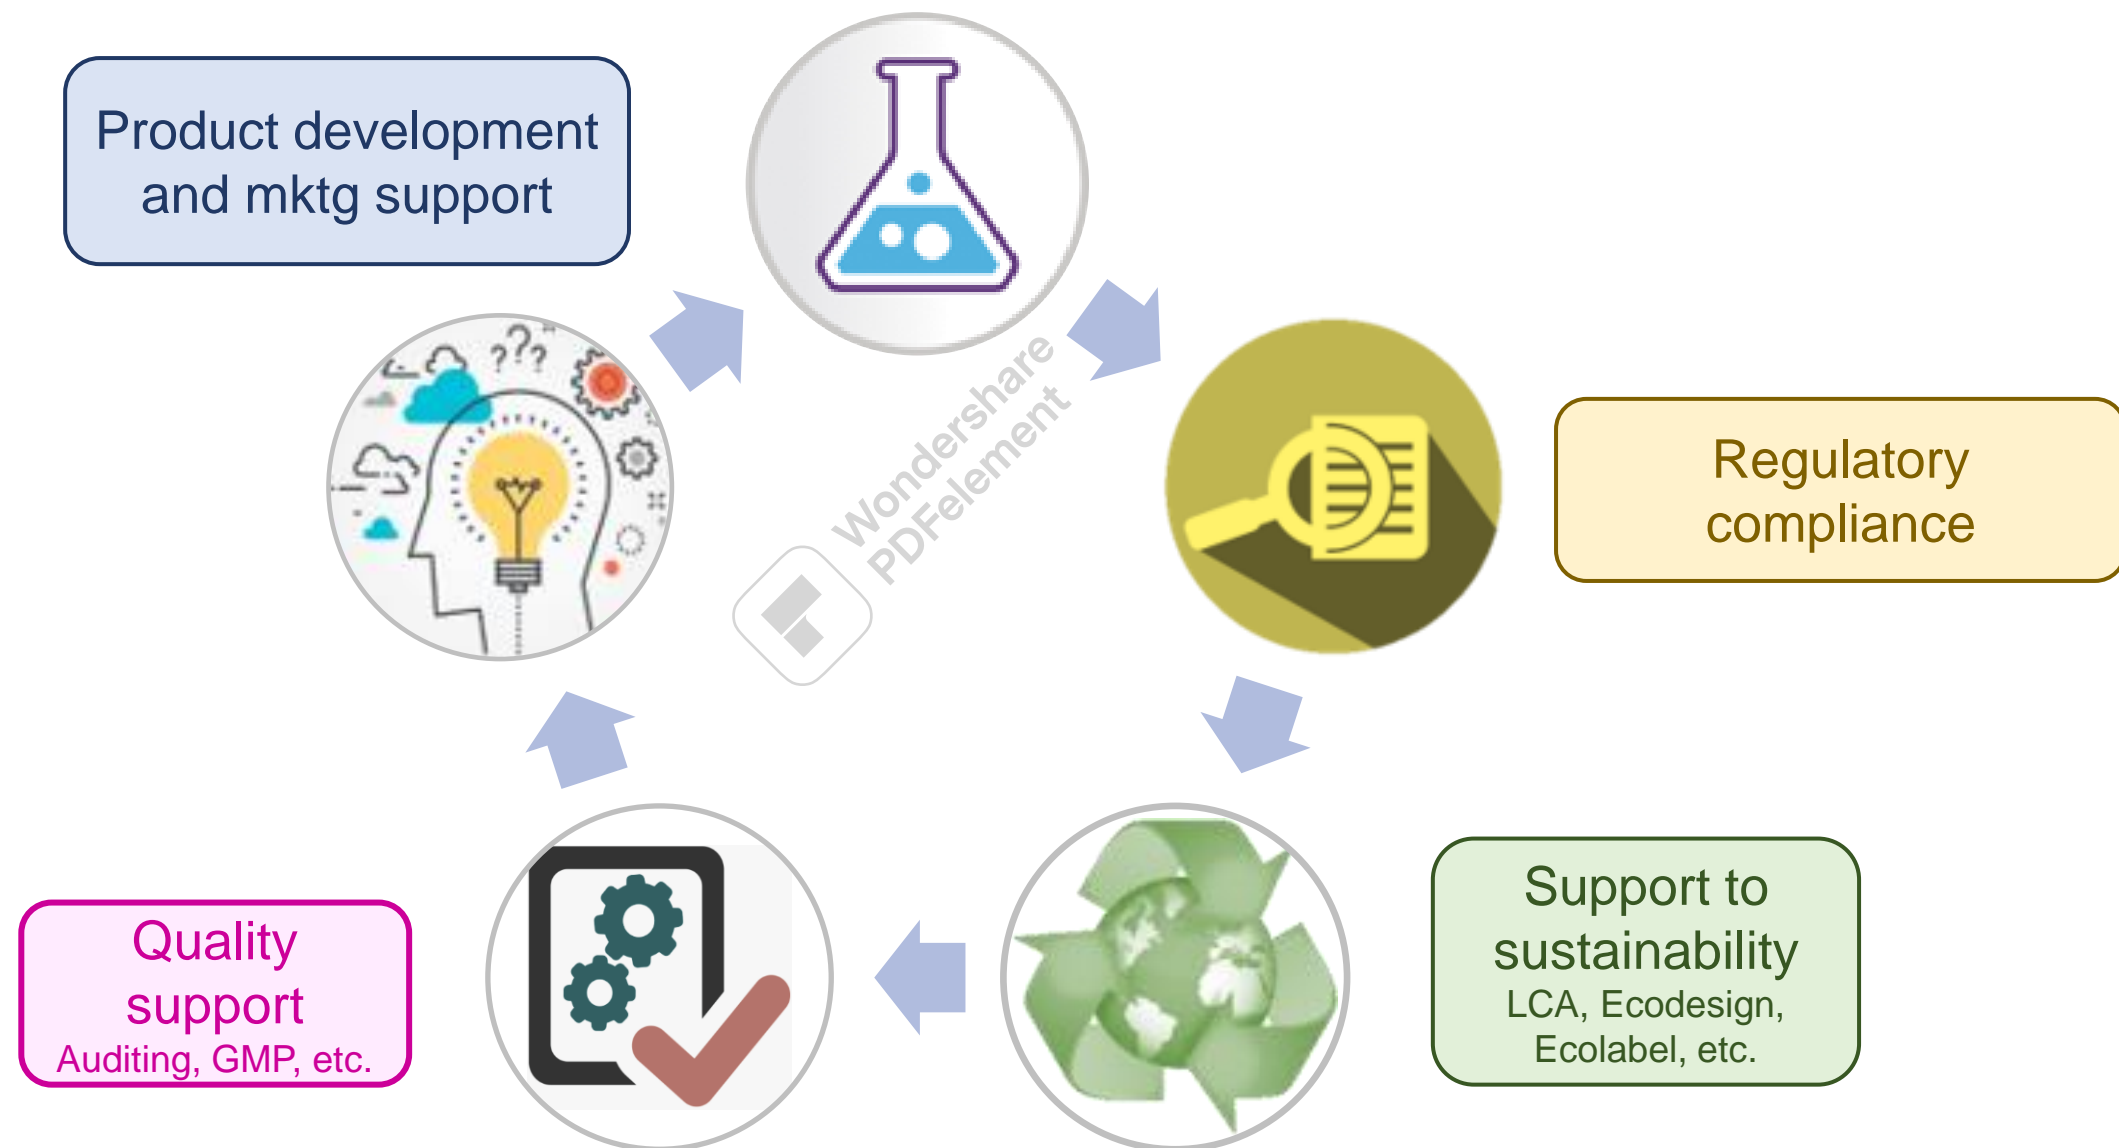 Product development
and mktg support
???
Wondershare
PDFelement
Regulatory
compliance
Support to
sustainability
LCA, Ecodesign,
Ecolabel, etc.
Quality
support
Auditing, GMP, etc.